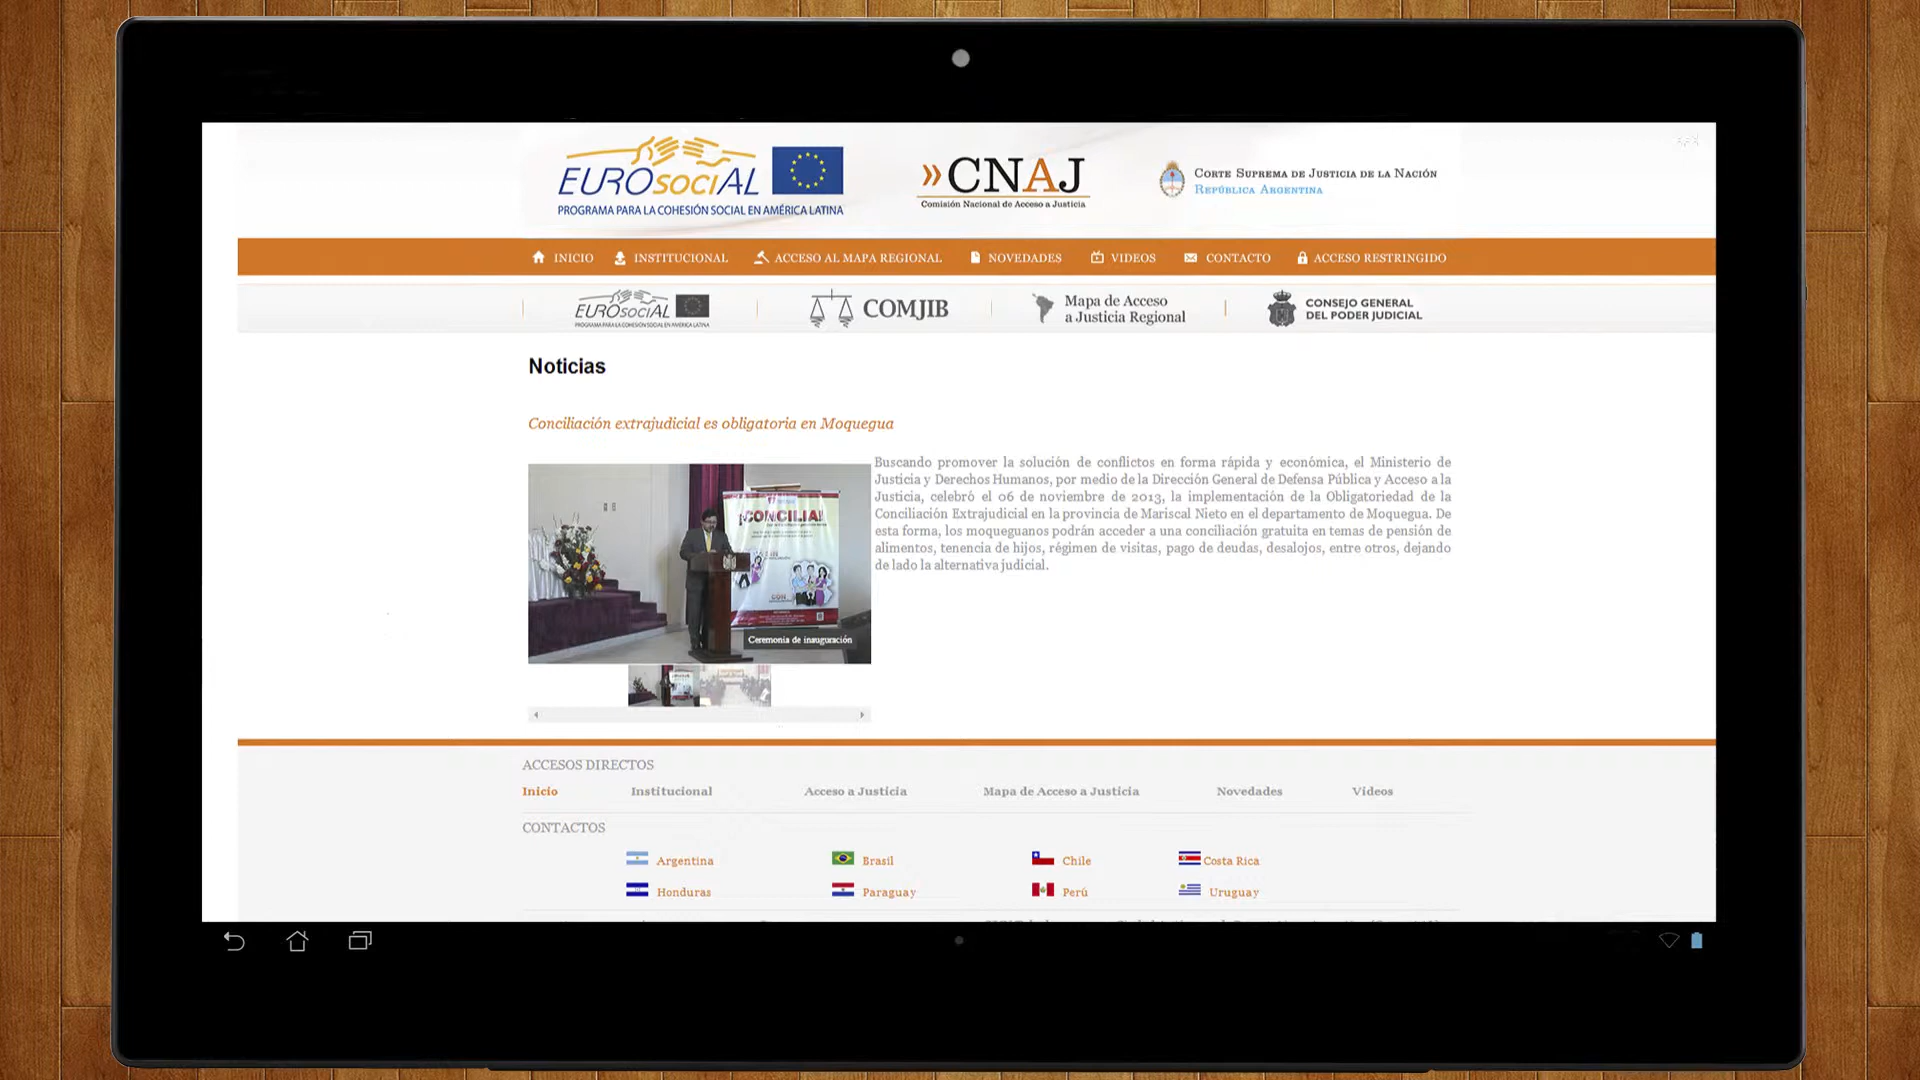 EUROsociAL
PROGRAMA PARA LA COHESIÓN SOCIAL EN AMÉRICA LATINA
»CNAJ
Comisión Nacional de Acceso a Justicia
Corte Suprema de Justicia de la Nación
República Argentina
INICIO INSTITUCIONAL ACCESO AL MAPA REGIONAL NOVEDADES VIDEOS CONTACTO ACCESO RESTRINGIDO
EUROsociAL
PROGRAMA PARA LA COHESIÓN SOCIAL EN AMÉRICA LATINA
COMJIB
Mapa de Acceso
a Justicia Regional
CONSEJO GENERAL
DEL PODER JUDICIAL
Noticias
Conciliación extrajudicial es obligatoria en Moquegua
Buscando promover la solución de conflictos en forma rápida y económica, el Ministerio de
Justicia y Derechos Humanos, por medio de la Dirección General de Defensa Pública y Acceso a la
Justicia, celebró el 06 de noviembre de 2013, la implementación de la Obligatoriedad de la
Conciliación Extrajudicial en la provincia de Mariscal Nieto en el departamento de Moquegua. De
esta forma, los moqueguanos podrán acceder a una conciliación gratuita en temas de pensión de
alimentos, tenencia de hijos, régimen de visitas, pago de deudas, desalojos, entre otros, dejando
de lado la alternativa judicial.
¡CONCILIA!
Ceremonia de inauguración
ACCESOS DIRECTOS
Inicio Institucional Acceso a Justicia Mapa de Acceso a Justicia Novedades Videos
CONTACTOS
Argentina Brasil Chile Costa Rica
Honduras Paraguay Perú Uruguay